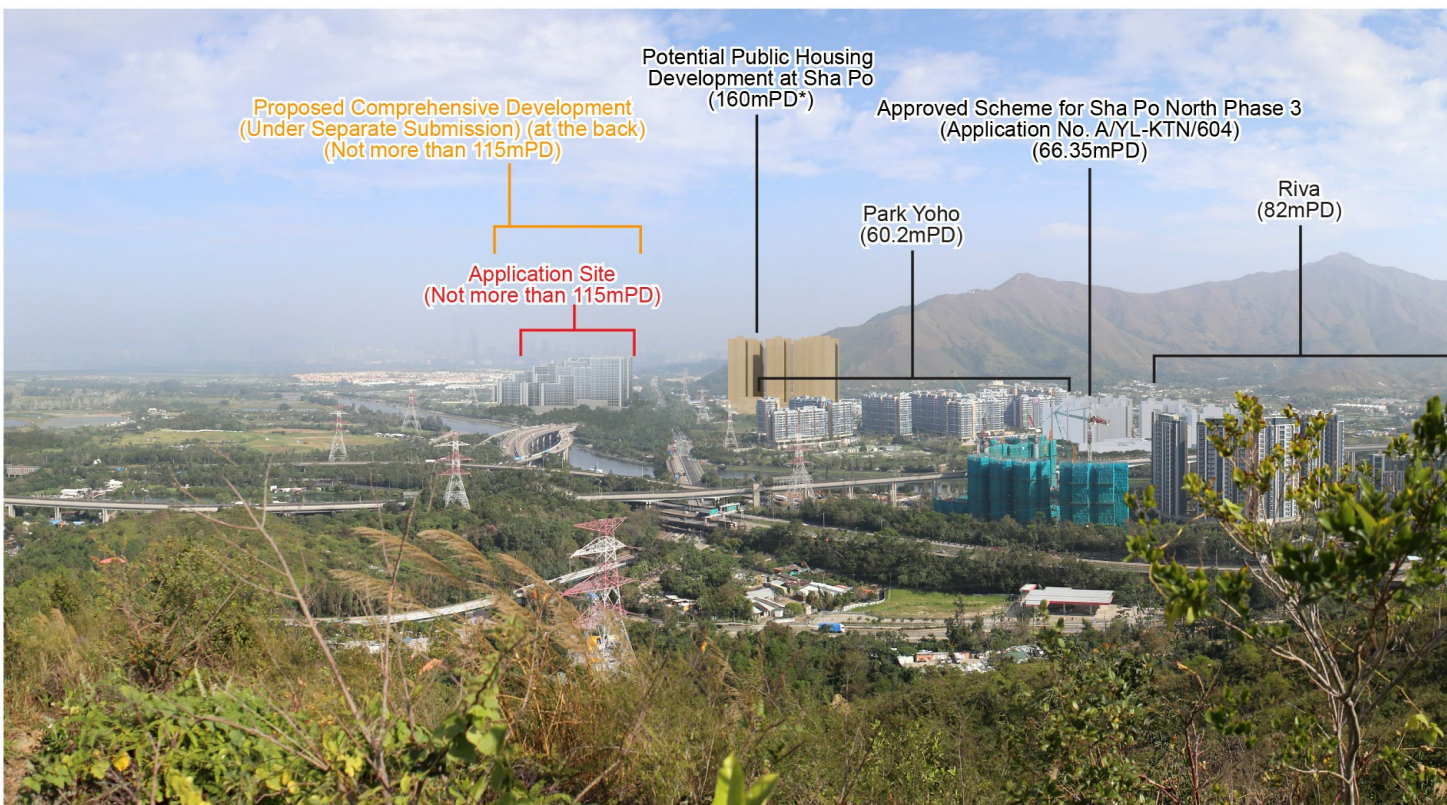 Potential Public Housing
Development at Sha Po
(160mPD*)
Proposed Comprehensive Development
(Under Separate Submission) (at the back)
(Not more than 115mPD)
Approved Scheme for Sha Po North Phase 3
(Application No. A/YL-KTN/604)
(66.35mPD)
Riva
(82mPD)
Park Yoho
(60.2mPD)
Application Site
(Not more than 115mPD)